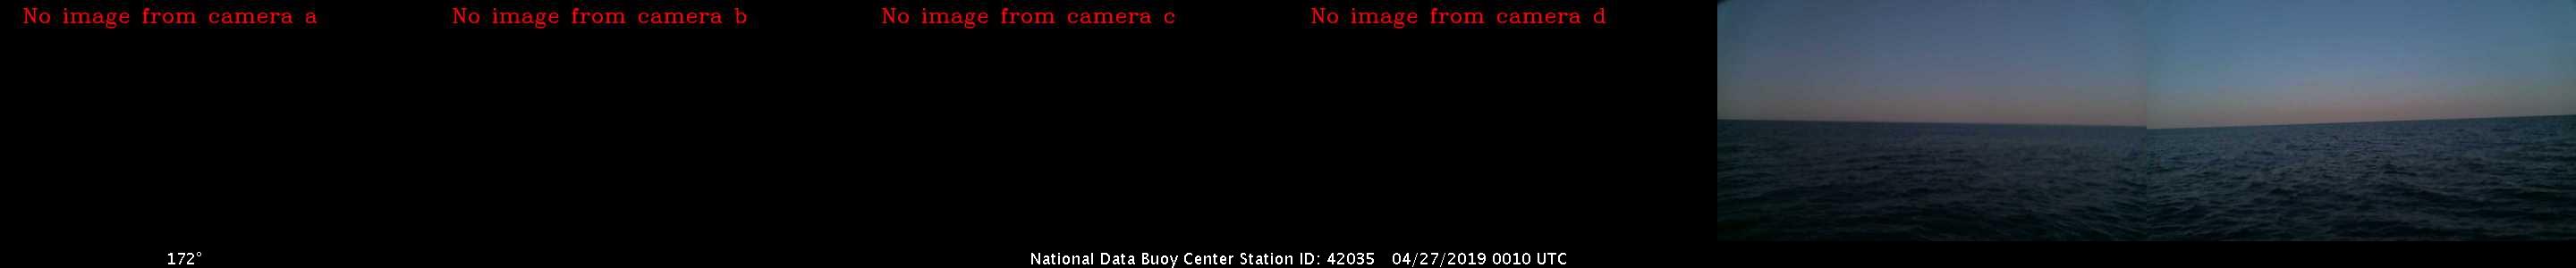 No image from camera a
No image from camera b
No image from camera c
No image from camera d
172°
National Data Buoy Center Station ID: 42035 04/27/2019 0010 UTC